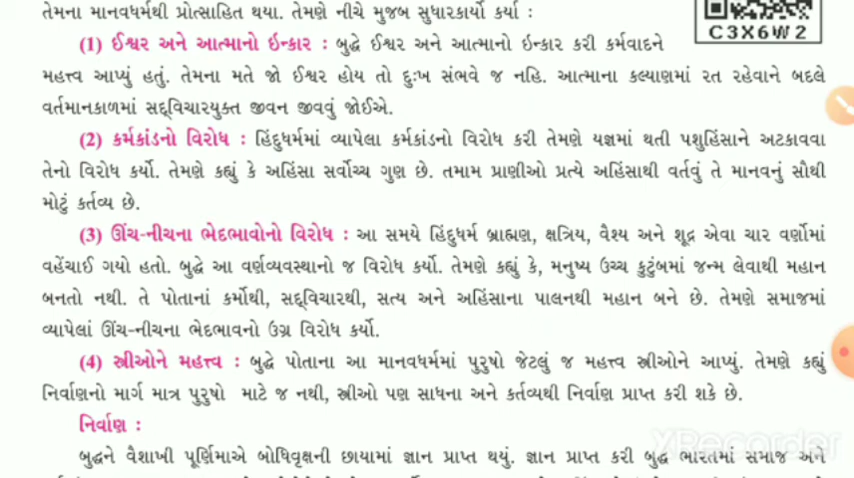 તેમના માનવધર્મથી પ્રોત્સાહિત થયા. તેમણે નીચે મુજબ સુધારકાર્યો કર્યા :
C3X6W2
(1) ઈશ્વર અને આત્માનો ઇન્કાર : બુદ્ધે ઈશ્વર અને આત્માનો ઇન્કાર કરી કર્મવાદને
મહત્ત્વ આપ્યું હતું. તેમના મતે જો ઈશ્વર હોય તો દુઃખ સંભવે જ નહિ. આત્માના કલ્યાણમાં રત રહેવાને બદલે
વર્તમાનકાળમાં સદ્વિચારયુક્ત જીવન જીવવું જોઈએ.
(2) કર્મકાંડનો વિરોધ : હિંદુધર્મમાં વ્યાપેલા કર્મકાંડનો વિરોધ કરી તેમણે યજ્ઞમાં થતી પશુહિંસાને અટકાવવા
તેનો વિરોધ કર્યો. તેમણે કહ્યું કે અહિંસા સર્વોચ્ચ ગુણ છે. તમામ પ્રાણીઓ પ્રત્યે અહિંસાથી વર્તવું તે માનવનું સૌથી
મોટું કર્તવ્ય છે.
(3) ઊંચ-નીચના ભેદભાવોનો વિરોધ : આ સમયે હિંદુધર્મ બ્રાહ્મણ, ક્ષત્રિય, વૈશ્ય અને શૂદ્ર એવા ચાર વર્ણોમાં
વહેંચાઈ ગયો હતો. બુદ્ધે આ વર્ણવ્યવસ્થાનો જ વિરોધ કર્યો. તેમણે કહ્યું કે, મનુષ્ય ઉચ્ચ કુટુંબમાં જન્મ લેવાથી મહાન
બનતો નથી. તે પોતાનાં કર્મોથી, સદ્વિચારથી, સત્ય અને અહિંસાના પાલનથી મહાન બને છે. તેમણે સમાજમાં
વ્યાપેલાં ઊંચ-નીચના ભેદભાવનો ઉગ્ર વિરોધ કર્યો.
(4) સ્ત્રીઓને મહત્ત્વ : બુદ્ધે પોતાના આ માનવધર્મમાં પુરુષો જેટલું જ મહત્ત્વ સ્ત્રીઓને આપ્યું. તેમણે કહ્યું
નિર્વાણનો માર્ગ માત્ર પુરુષો માટે જ નથી, સ્ત્રીઓ પણ સાધના અને કર્તવ્યથી નિર્વાણ પ્રાપ્ત કરી શકે છે.
નિર્વાણ :
બુદ્ધને વૈશાખી પૂર્ણિમાએ બોધિવૃક્ષની છાયામાં જ્ઞાન પ્રાપ્ત થયું. જ્ઞાન પ્રાપ્ત કરી બુદ્ધ ભારતમાં સમાજ અને
XRecorder